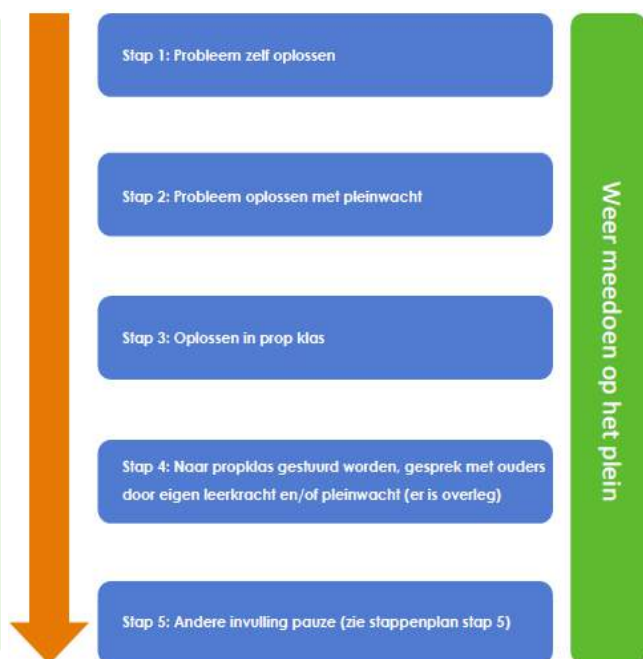 Stap 1: Probleem zelf oplossen
Stap 2: Probleem oplossen met pleinwacht
Stap 3: Oplossen in prop klas
Stap 4: Naar propklas gestuurd worden, gesprek met ouders
door eigen leerkracht en/of pleinwacht (er is overleg)
Stap 5: Andere invulling pauze (zie stappenplan stap 5)
Weer meedoen op het plein